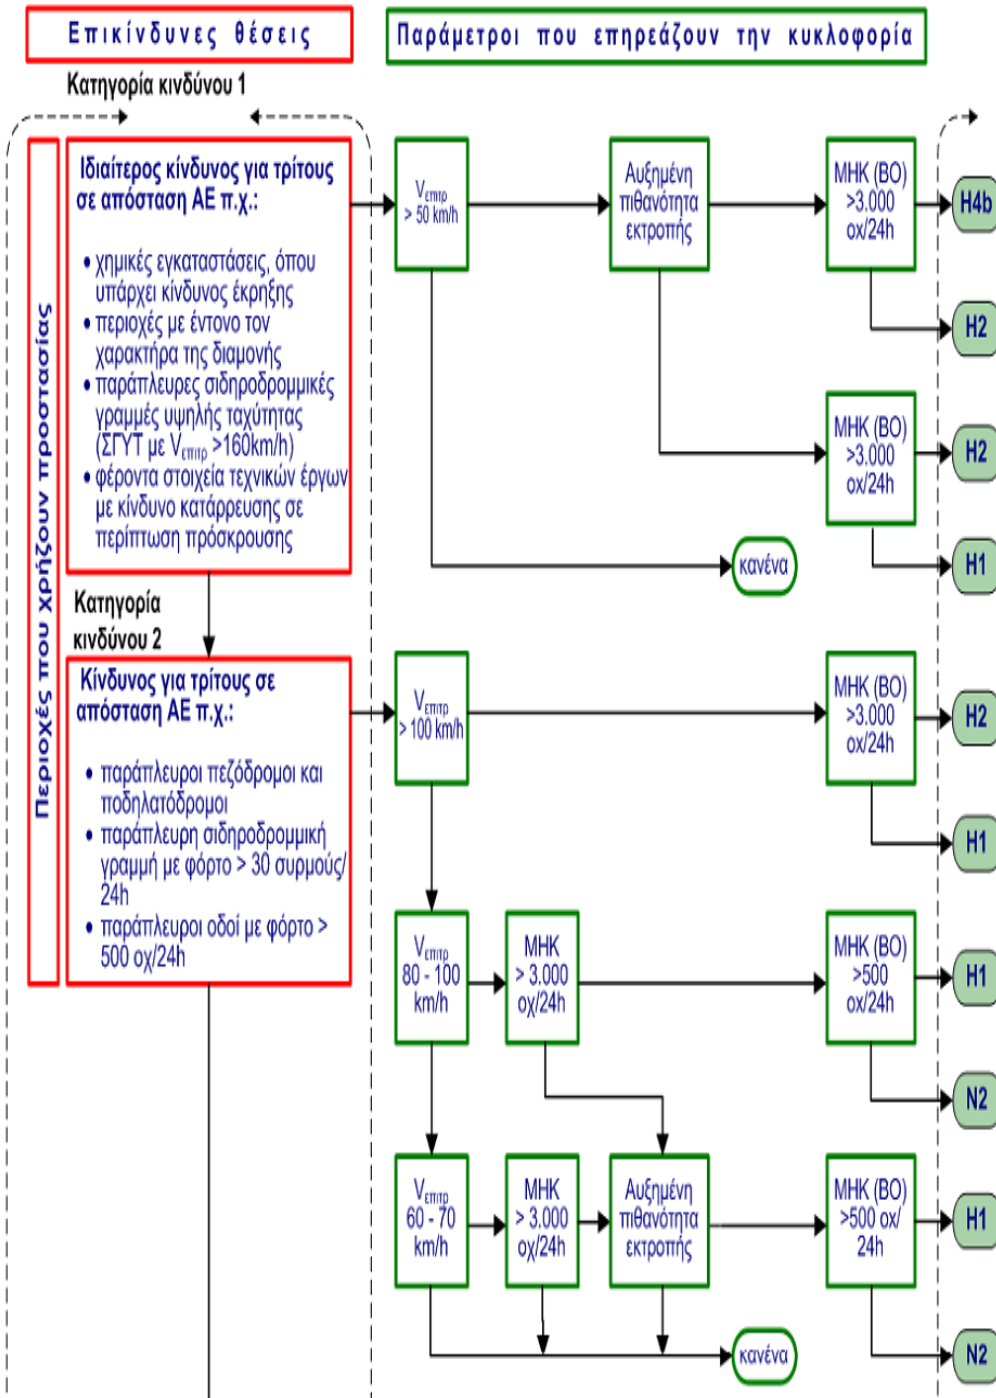 Επικίνδυνες θέσεις
Παράμετροι που επηρεάζουν την κυκλοφορία
Κατηγορία κινδύνου 1
Περιοχές που χρήζουν προστασίας
Ιδιαίτερος κίνδυνος για τρίτους
σε απόσταση ΑΕ π.χ.:
• χημικές εγκαταστάσεις, όπου
υπάρχει κίνδυνος έκρηξης
• περιοχές με έντονο τον
χαρακτήρα της διαμονής
• παράπλευρες σιδηροδρομμικές
γραμμές υψηλής ταχύτητας
(ΣΓΥΤ με Vεπιτρ >160km/h)
• φέροντα στοιχεία τεχνικών έργων
με κίνδυνο κατάρρευσης σε
περίπτωση πρόσκρουσης
Vεπιτρ
> 50 km/h
Αυξημένη
πιθανότητα
εκτροπής
ΜΗΚ (ΒΟ)
>3.000
οχ/24h
H4b
H2
ΜΗΚ (ΒΟ)
>3.000
οχ/24h
H2
κανένα
H1
Κατηγορία
κινδύνου 2
Κίνδυνος για τρίτους σε
απόσταση ΑΕ π.χ.:
• παράπλευροι πεζόδρομοι και
ποδηλατόδρομοι
• παράπλευρη σιδηροδρομμική
γραμμή με φόρτο > 30 συρμούς/
24h
• παράπλευροι οδοί με φόρτο >
500 οχ/24h
Vεπιτρ
> 100 km/h
ΜΗΚ (ΒΟ)
>3.000
οχ/24h
H2
H1
Vεπιτρ
80 - 100
km/h
ΜΗΚ
> 3.000
οχ/24h
ΜΗΚ (ΒΟ)
>500
οχ/24h
H1
N2
Vεπιτρ
60 - 70
km/h
ΜΗΚ
> 3.000
οχ/24h
Αυξημένη
πιθανότητα
εκτροπής
ΜΗΚ (ΒΟ)
>500 οχ/
24h
H1
κανένα
N2